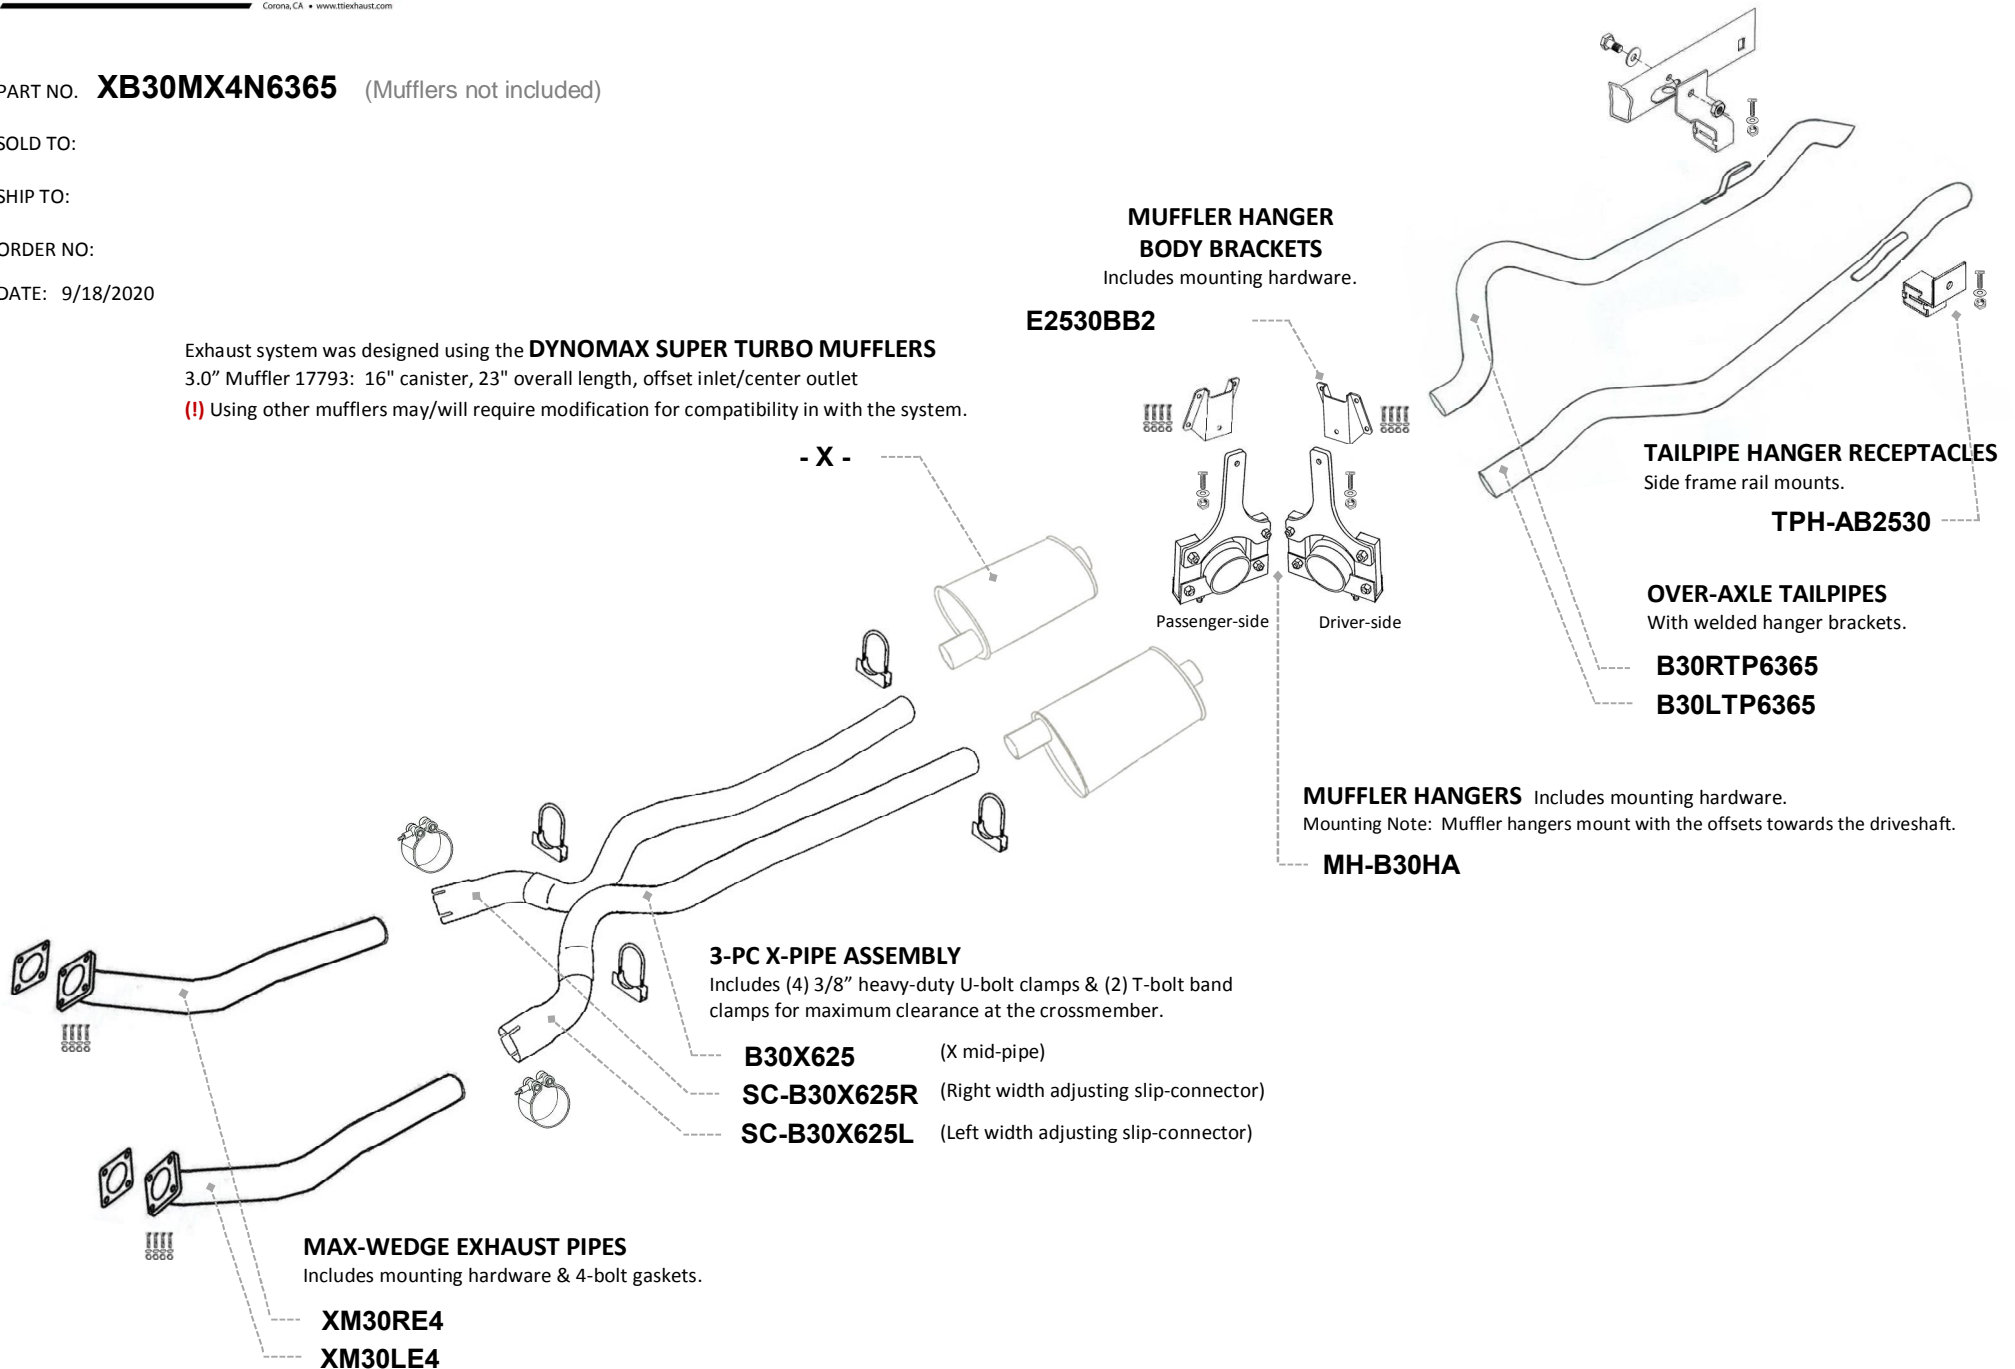 Corona, CA • www.ttiexhaust.com
PART NO. XB30MX4N6365 (Mufflers not included)
SOLD TO:
SHIP TO:
ORDER NO:
DATE: 9/18/2020
Exhaust system was designed using the DYNOMAX SUPER TURBO MUFFLERS
3.0” Muffler 17793: 16" canister, 23" overall length, offset inlet/center outlet
(!) Using other mufflers may/will require modification for compatibility in with the system.
- X -
MUFFLER HANGER
BODY BRACKETS
Includes mounting hardware.
E2530BB2
Passenger-side
Driver-side
TAILPIPE HANGER RECEPTACLES
Side frame rail mounts.
TPH-AB2530
OVER-AXLE TAILPIPES
With welded hanger brackets.
B30RTP6365
B30LTP6365
MUFFLER HANGERS Includes mounting hardware.
Mounting Note: Muffler hangers mount with the offsets towards the driveshaft.
MH-B30HA
3-PC X-PIPE ASSEMBLY
Includes (4) 3/8” heavy-duty U-bolt clamps & (2) T-bolt band
clamps for maximum clearance at the crossmember.
B30X625 (X mid-pipe)
SC-B30X625R (Right width adjusting slip-connector)
SC-B30X625L (Left width adjusting slip-connector)
MAX-WEDGE EXHAUST PIPES
Includes mounting hardware & 4-bolt gaskets.
XM30RE4
XM30LE4